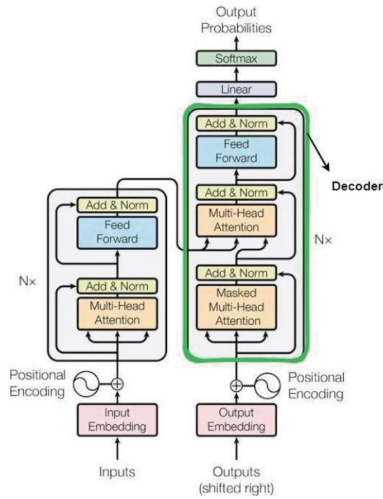 Output
Probabilities
Softmax
Linear
Add & Norm
Feed
Forward
Decoder
Add & Norm
Multi-Head
Attention
Add & Norm
Feed
Forward
Nx
Nx
Add & Norm
Multi-Head
Attention
Add & Norm
Masked
Multi-Head
Attention
Positional
Encoding
Positional
Encoding
Input
Embedding
Output
Embedding
Inputs
Outputs
(shifted right)